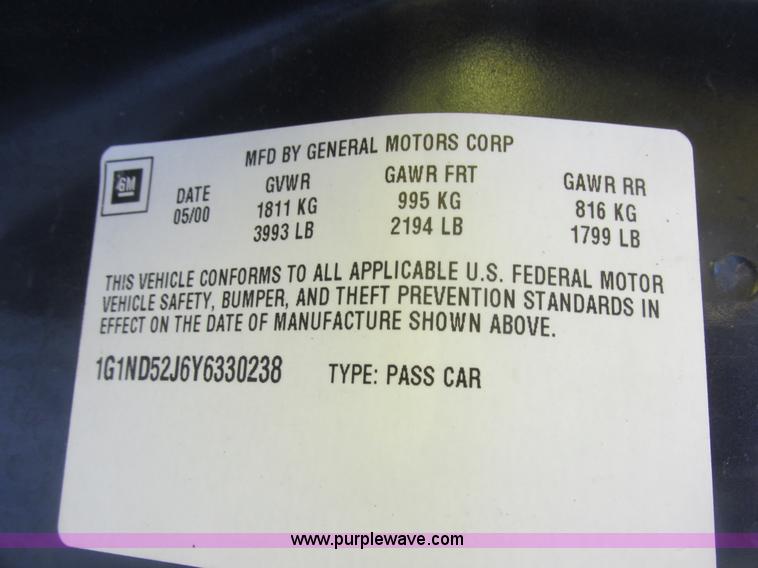 MFD BY GENERAL MOTORS CORP
GM
DATE GVWR GAWR FRT GAWR RR
05/00 1811 KG 995 KG 816 KG
3993 LB 2194 LB 1799 LB
THIS VEHICLE CONFORMS TO ALL APPLICABLE U.S. FEDERAL MOTOR
VEHICLE SAFETY, BUMPER, AND THEFT PREVENTION STANDARDS IN
EFFECT ON THE DATE OF MANUFACTURE SHOWN ABOVE.
1G1ND52J6Y6330238 TYPE: PASS CAR
www.purplewave.com